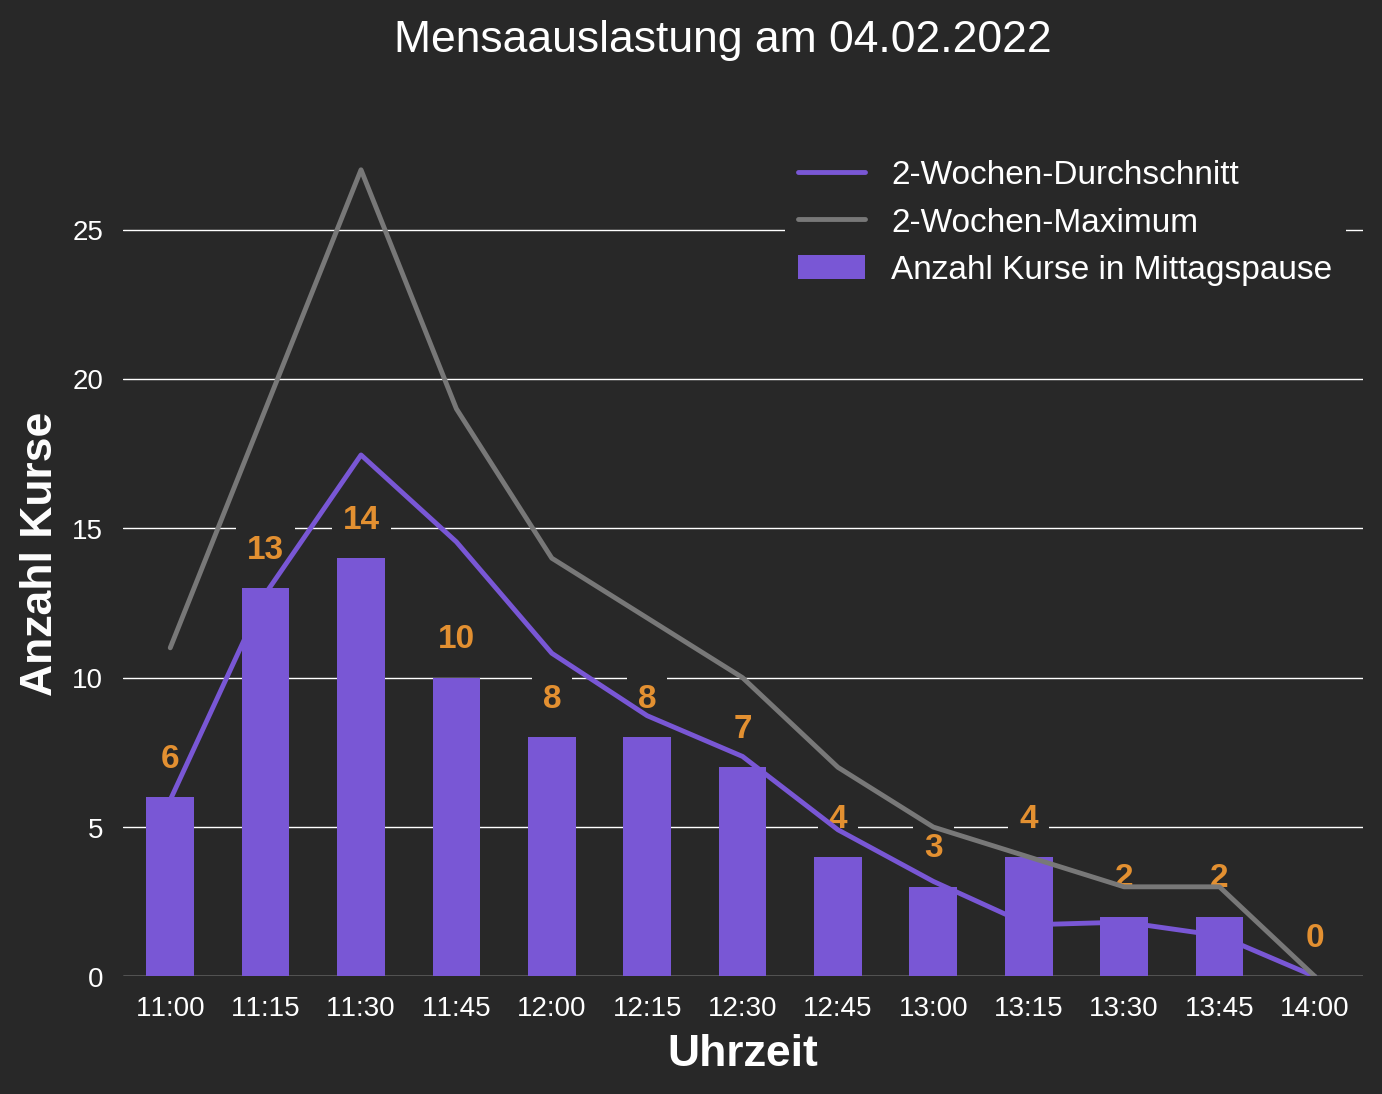 Mensaauslastung am 04.02.2022
2-Wochen-Durchschnitt
2-Wochen-Maximum
Anzahl Kurse in Mittagspause
Anzahl Kurse
25
20
15
10
5
0
6
13
14
10
8
8
7
4
3
4
2
2
0
11:00 11:15 11:30 11:45 12:00 12:15 12:30 12:45 13:00 13:15 13:30 13:45 14:00
Uhrzeit